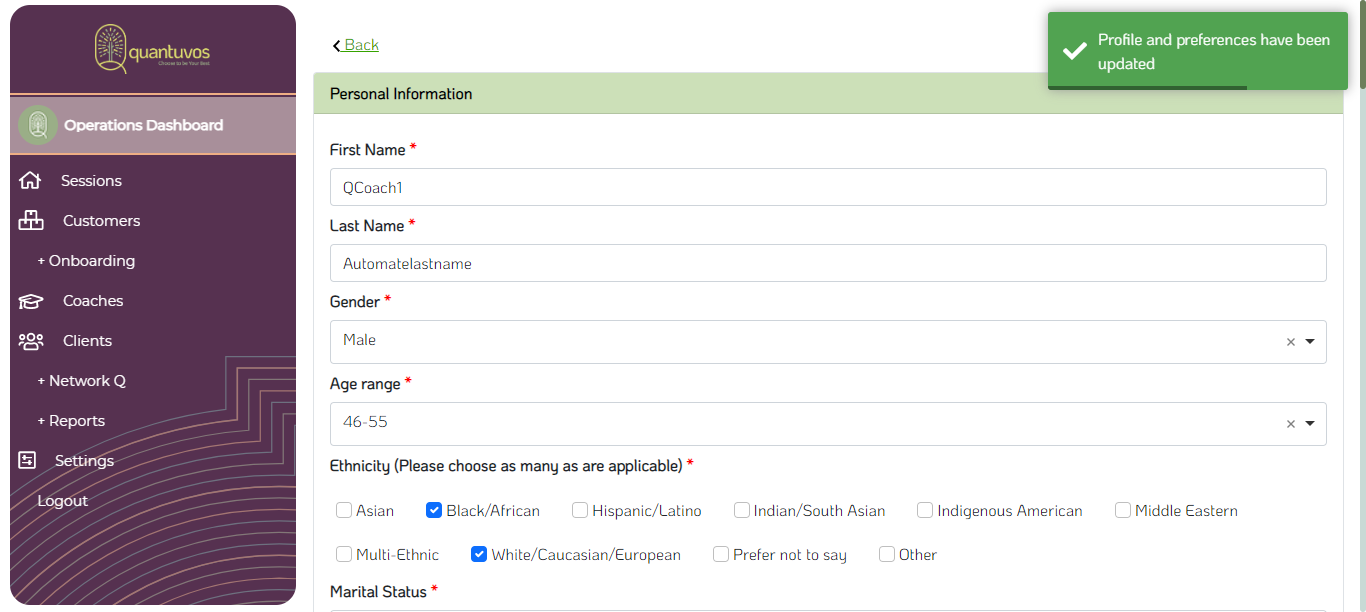 quantuvos
Choose to be Your Best
Operations Dashboard
Sessions
Customers
+ Onboarding
Coaches
Clients
+ Network Q
+ Reports
Settings
Logout
Back
Profile and preferences have been
updated
Personal Information
First Name *
QCoach1
Last Name *
Automatelastname
Gender *
Male
Age range *
46-55
Ethnicity (Please choose as many as are applicable) *
Asian Black/African Hispanic/Latino Indian/South Asian Indigenous American Middle Eastern
Multi-Ethnic White/Caucasian/European Prefer not to say Other
Marital Status *